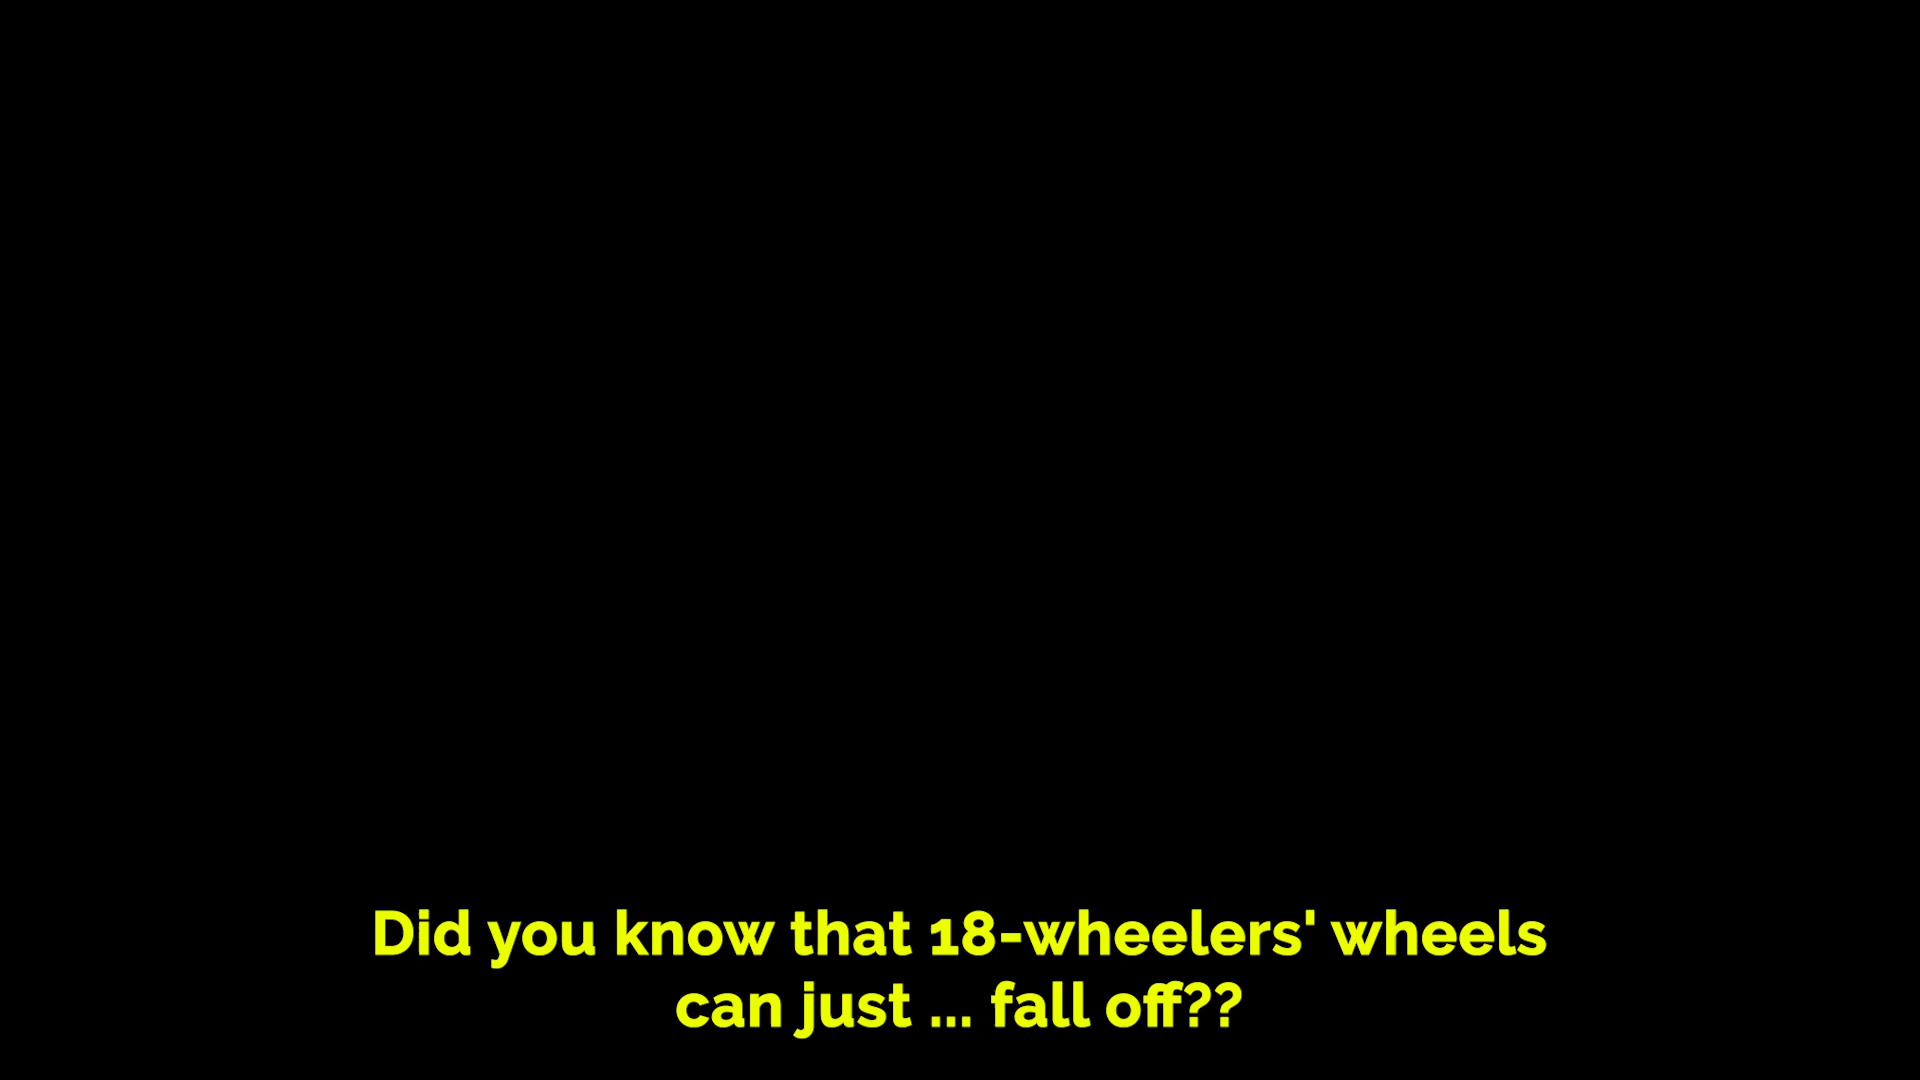 Did you know that 18-wheelers' wheels
can just ... fall off??